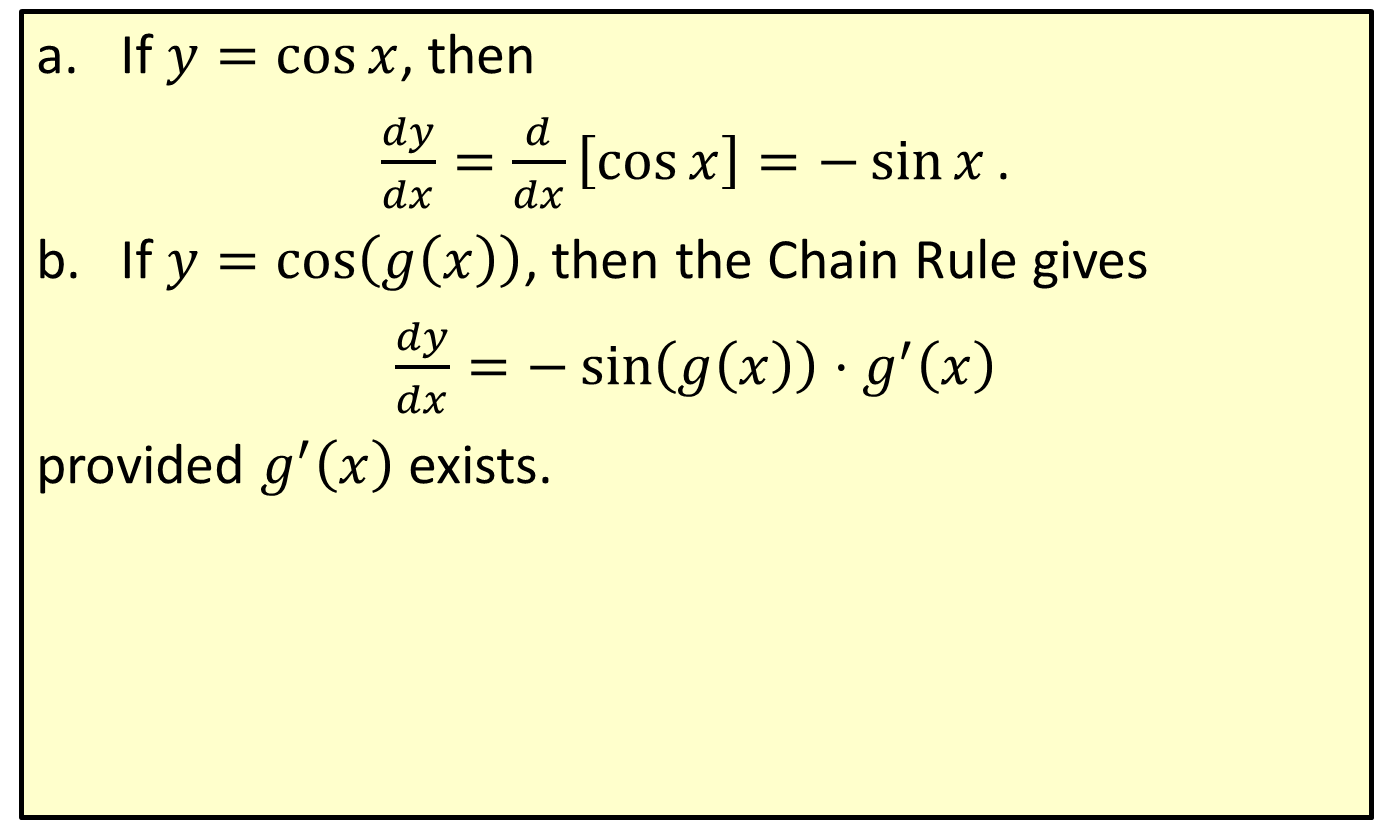 a. If y = cos x, then
dy/dx = d/dx [cos x] = − sin x .
b. If y = cos(g(x)), then the Chain Rule gives
dy/dx = − sin(g(x)) · g′(x)
provided g′(x) exists.